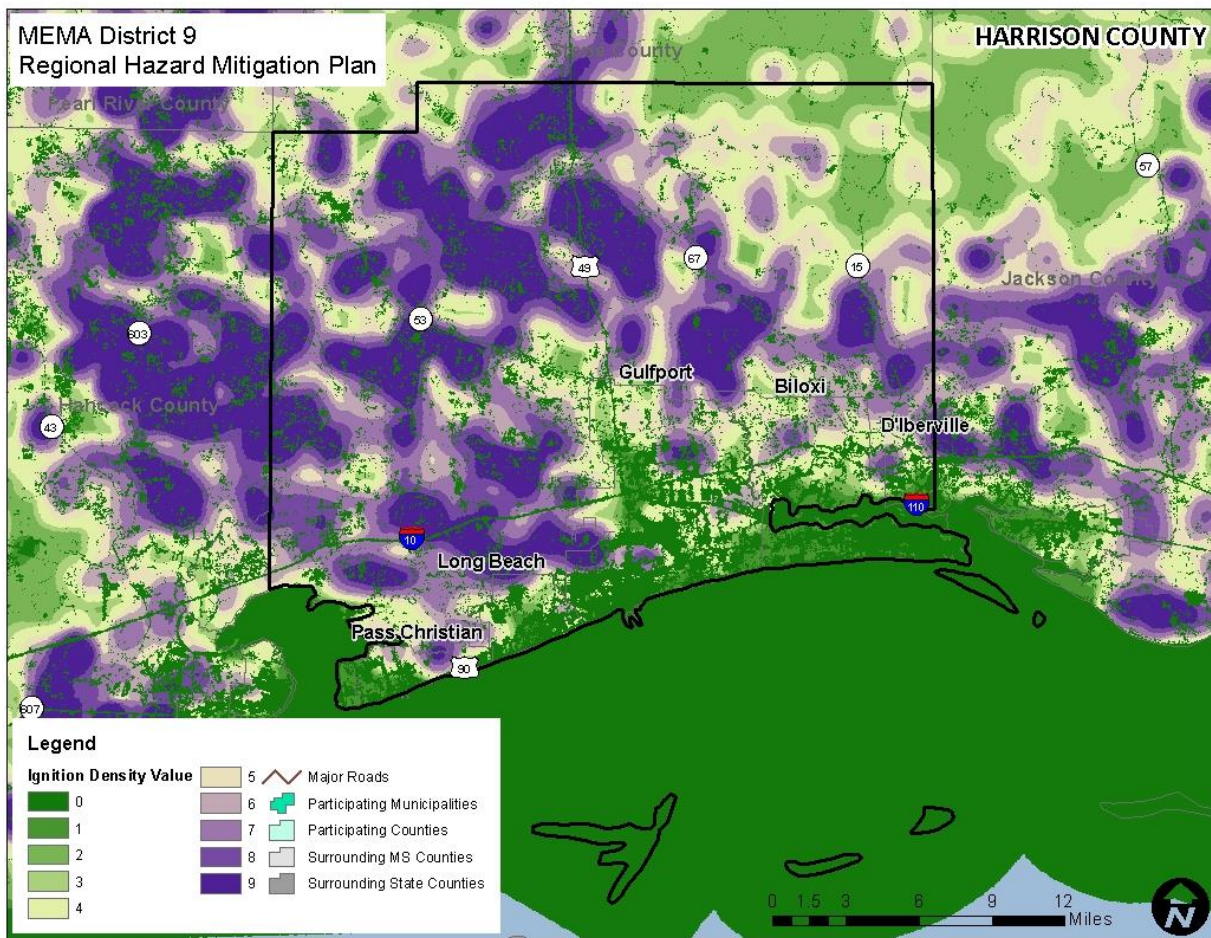 MEMA District 9
Regional Hazard Mitigation Plan
HARRISON COUNTY
Stone County
Pearl River County
57
67
15
49
Jackson County
53
603
Gulfport
Biloxi
Hancock County
43
D'Iberville
110
10
Long Beach
Pass Christian
90
607
Legend
Ignition Density Value
0
1
2
3
4
5
6
7
8
9
Major Roads
Participating Municipalities
Participating Counties
Surrounding MS Counties
Surrounding State Counties
0 1.5 3 6 9 12
Miles
N